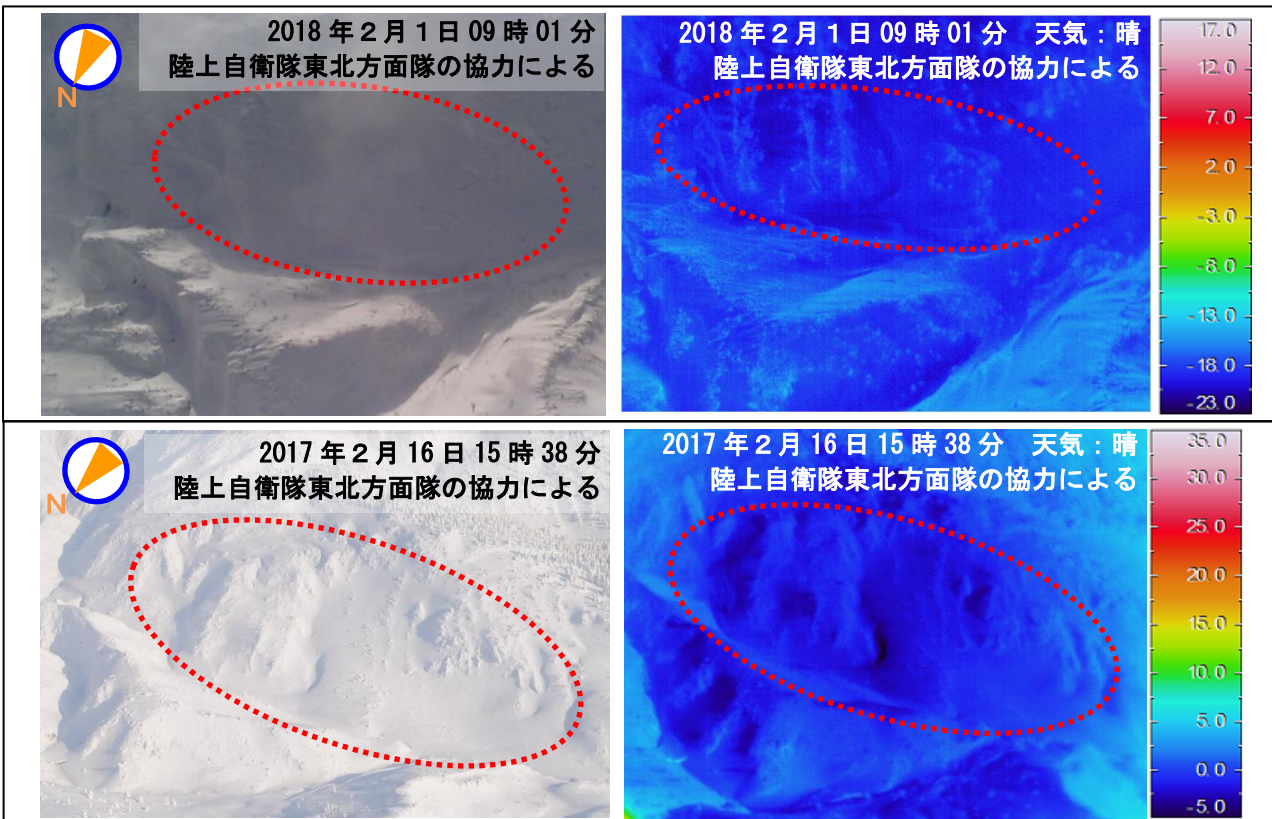 2018年2月1日09時01分
陸上自衛隊東北方面隊の協力による
N
2018年2月1日09時01分 天気：晴
陸上自衛隊東北方面隊の協力による
17.0
12.0
7.0
2.0
-3.0
-8.0
-13.0
-18.0
-23.0
2017年2月16日15時38分
陸上自衛隊東北方面隊の協力による
N
2017年2月16日15時38分 天気：晴
陸上自衛隊東北方面隊の協力による
35.0
30.0
25.0
20.0
15.0
10.0
5.0
0.0
-5.0